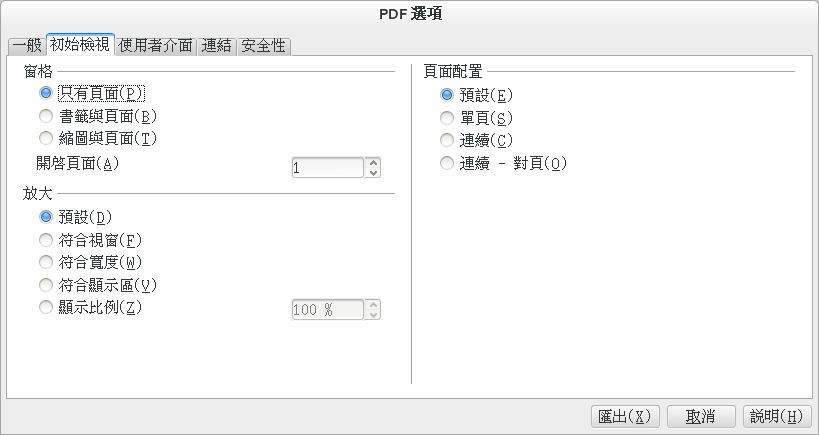 PDF 選項
一般 初始檢視 使用者介面 連結 安全性
窗格
只有頁面(P)
書籤與頁面(B)
縮圖與頁面(T)
開啓頁面(A) 1
放大
預設(D)
符合視窗(F)
符合寬度(W)
符合顯示區(V)
顯示比例(Z) 100 %
頁面配置
預設(E)
單頁(S)
連續(C)
連續 - 對頁(O)
匯出(X) 取消 説明(H)